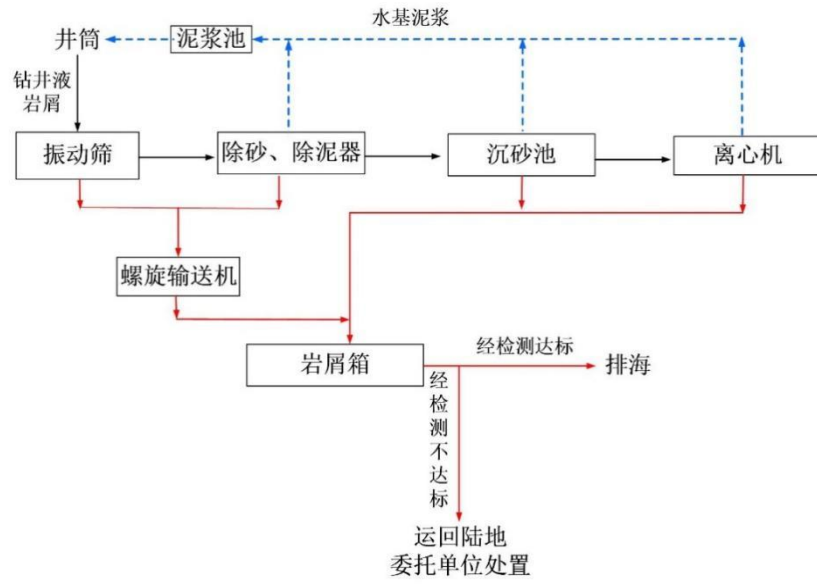 水基泥浆
井筒
泥浆池
钻井液
岩屑
振动筛
除砂、除泥器
沉砂池
离心机
螺旋输送机
岩屑箱
经检测达标
排海
经
检
测
不
达
标
运回陆地
委托单位处置